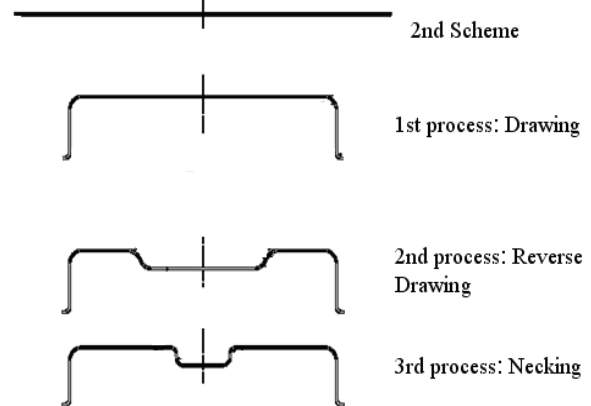 2nd Scheme
1st process: Drawing
2nd process: Reverse
Drawing
3rd process: Necking